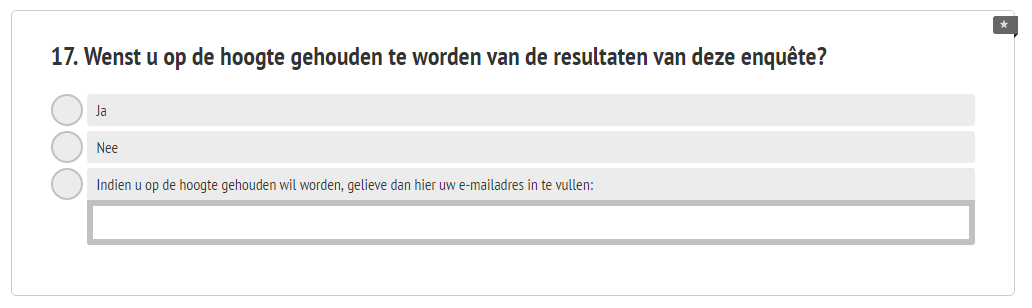 17. Wenst u op de hoogte gehouden te worden van de resultaten van deze enquête?
Ja
Nee
Indien u op de hoogte gehouden wil worden, gelieve dan hier uw e-mailadres in te vullen: